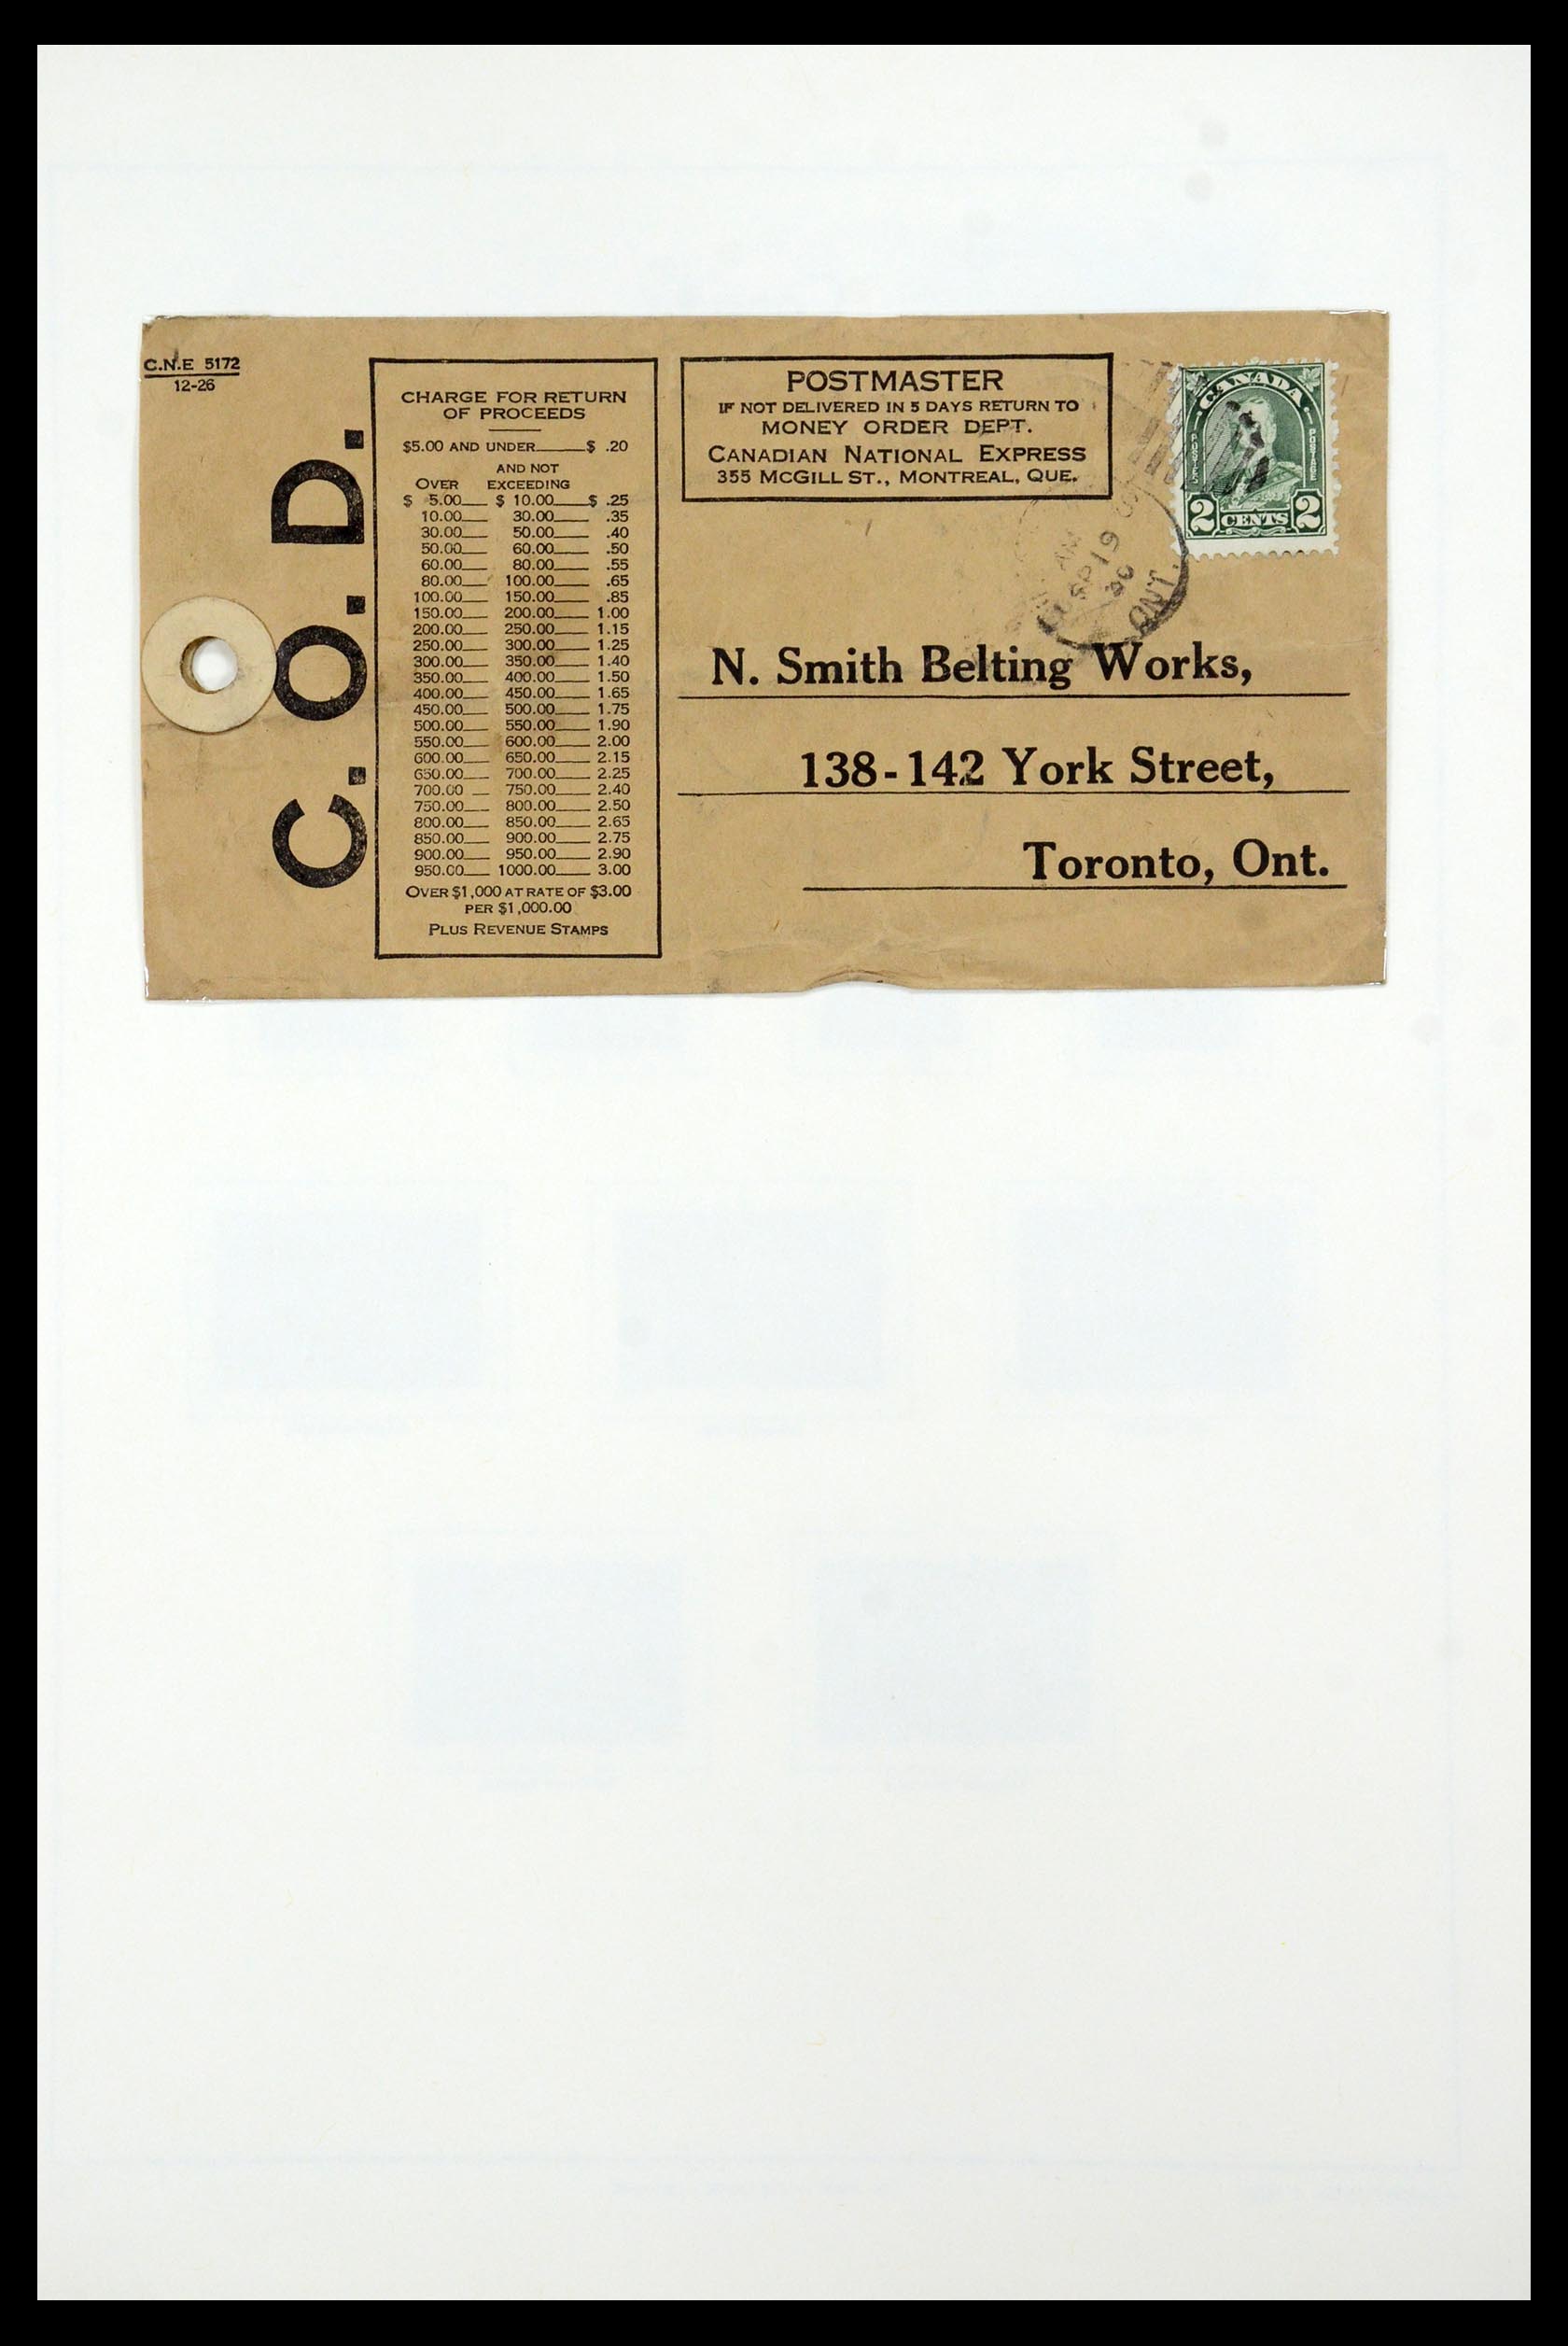 C.N.E 5172
12-26
C. O. D.
CHARGE FOR RETURN
OF PROCEEDS
$5.00 AND UNDER $ .20
AND NOT
OVER EXCEEDING
$ 5.00 $ 10.00 $ .25
10.00 30.00 .35
30.00 50.00 .40
50.00 60.00 .50
60.00 80.00 .55
80.00 100.00 .65
100.00 150.00 .85
150.00 200.00 1.00
200.00 250.00 1.15
250.00 300.00 1.25
300.00 350.00 1.40
350.00 400.00 1.50
400.00 450.00 1.65
450.00 500.00 1.75
500.00 550.00 1.90
550.00 600.00 2.00
600.00 650.00 2.15
650.00 700.00 2.25
700.00 750.00 2.40
750.00 800.00 2.50
800.00 850.00 2.65
850.00 900.00 2.75
900.00 950.00 2.90
950.00 1000.00 3.00
OVER $1,000 AT RATE OF $3.00
PER $1,000.00
PLUS REVENUE STAMPS
POSTMASTER
IF NOT DELIVERED IN 5 DAYS RETURN TO
MONEY ORDER DEPT.
CANADIAN NATIONAL EXPRESS
355 MCGILL ST., MONTREAL, QUE.
CANADA
POSTES POSTAGE
2 CENTS 2
AM
SP 19
30
ONT.
N. Smith Belting Works,
138-142 York Street,
Toronto, Ont.